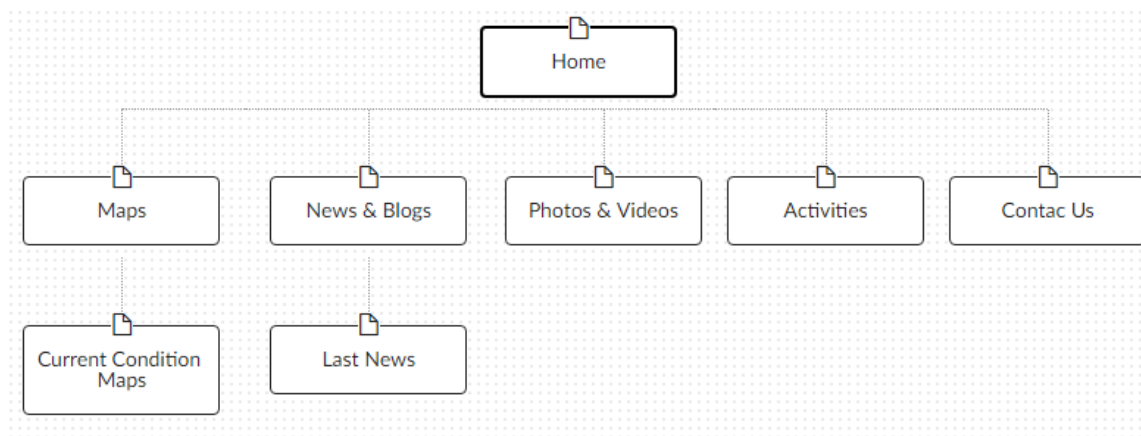 Home
Maps
News & Blogs
Photos & Videos
Activities
Contac Us
Current Condition
Maps
Last News